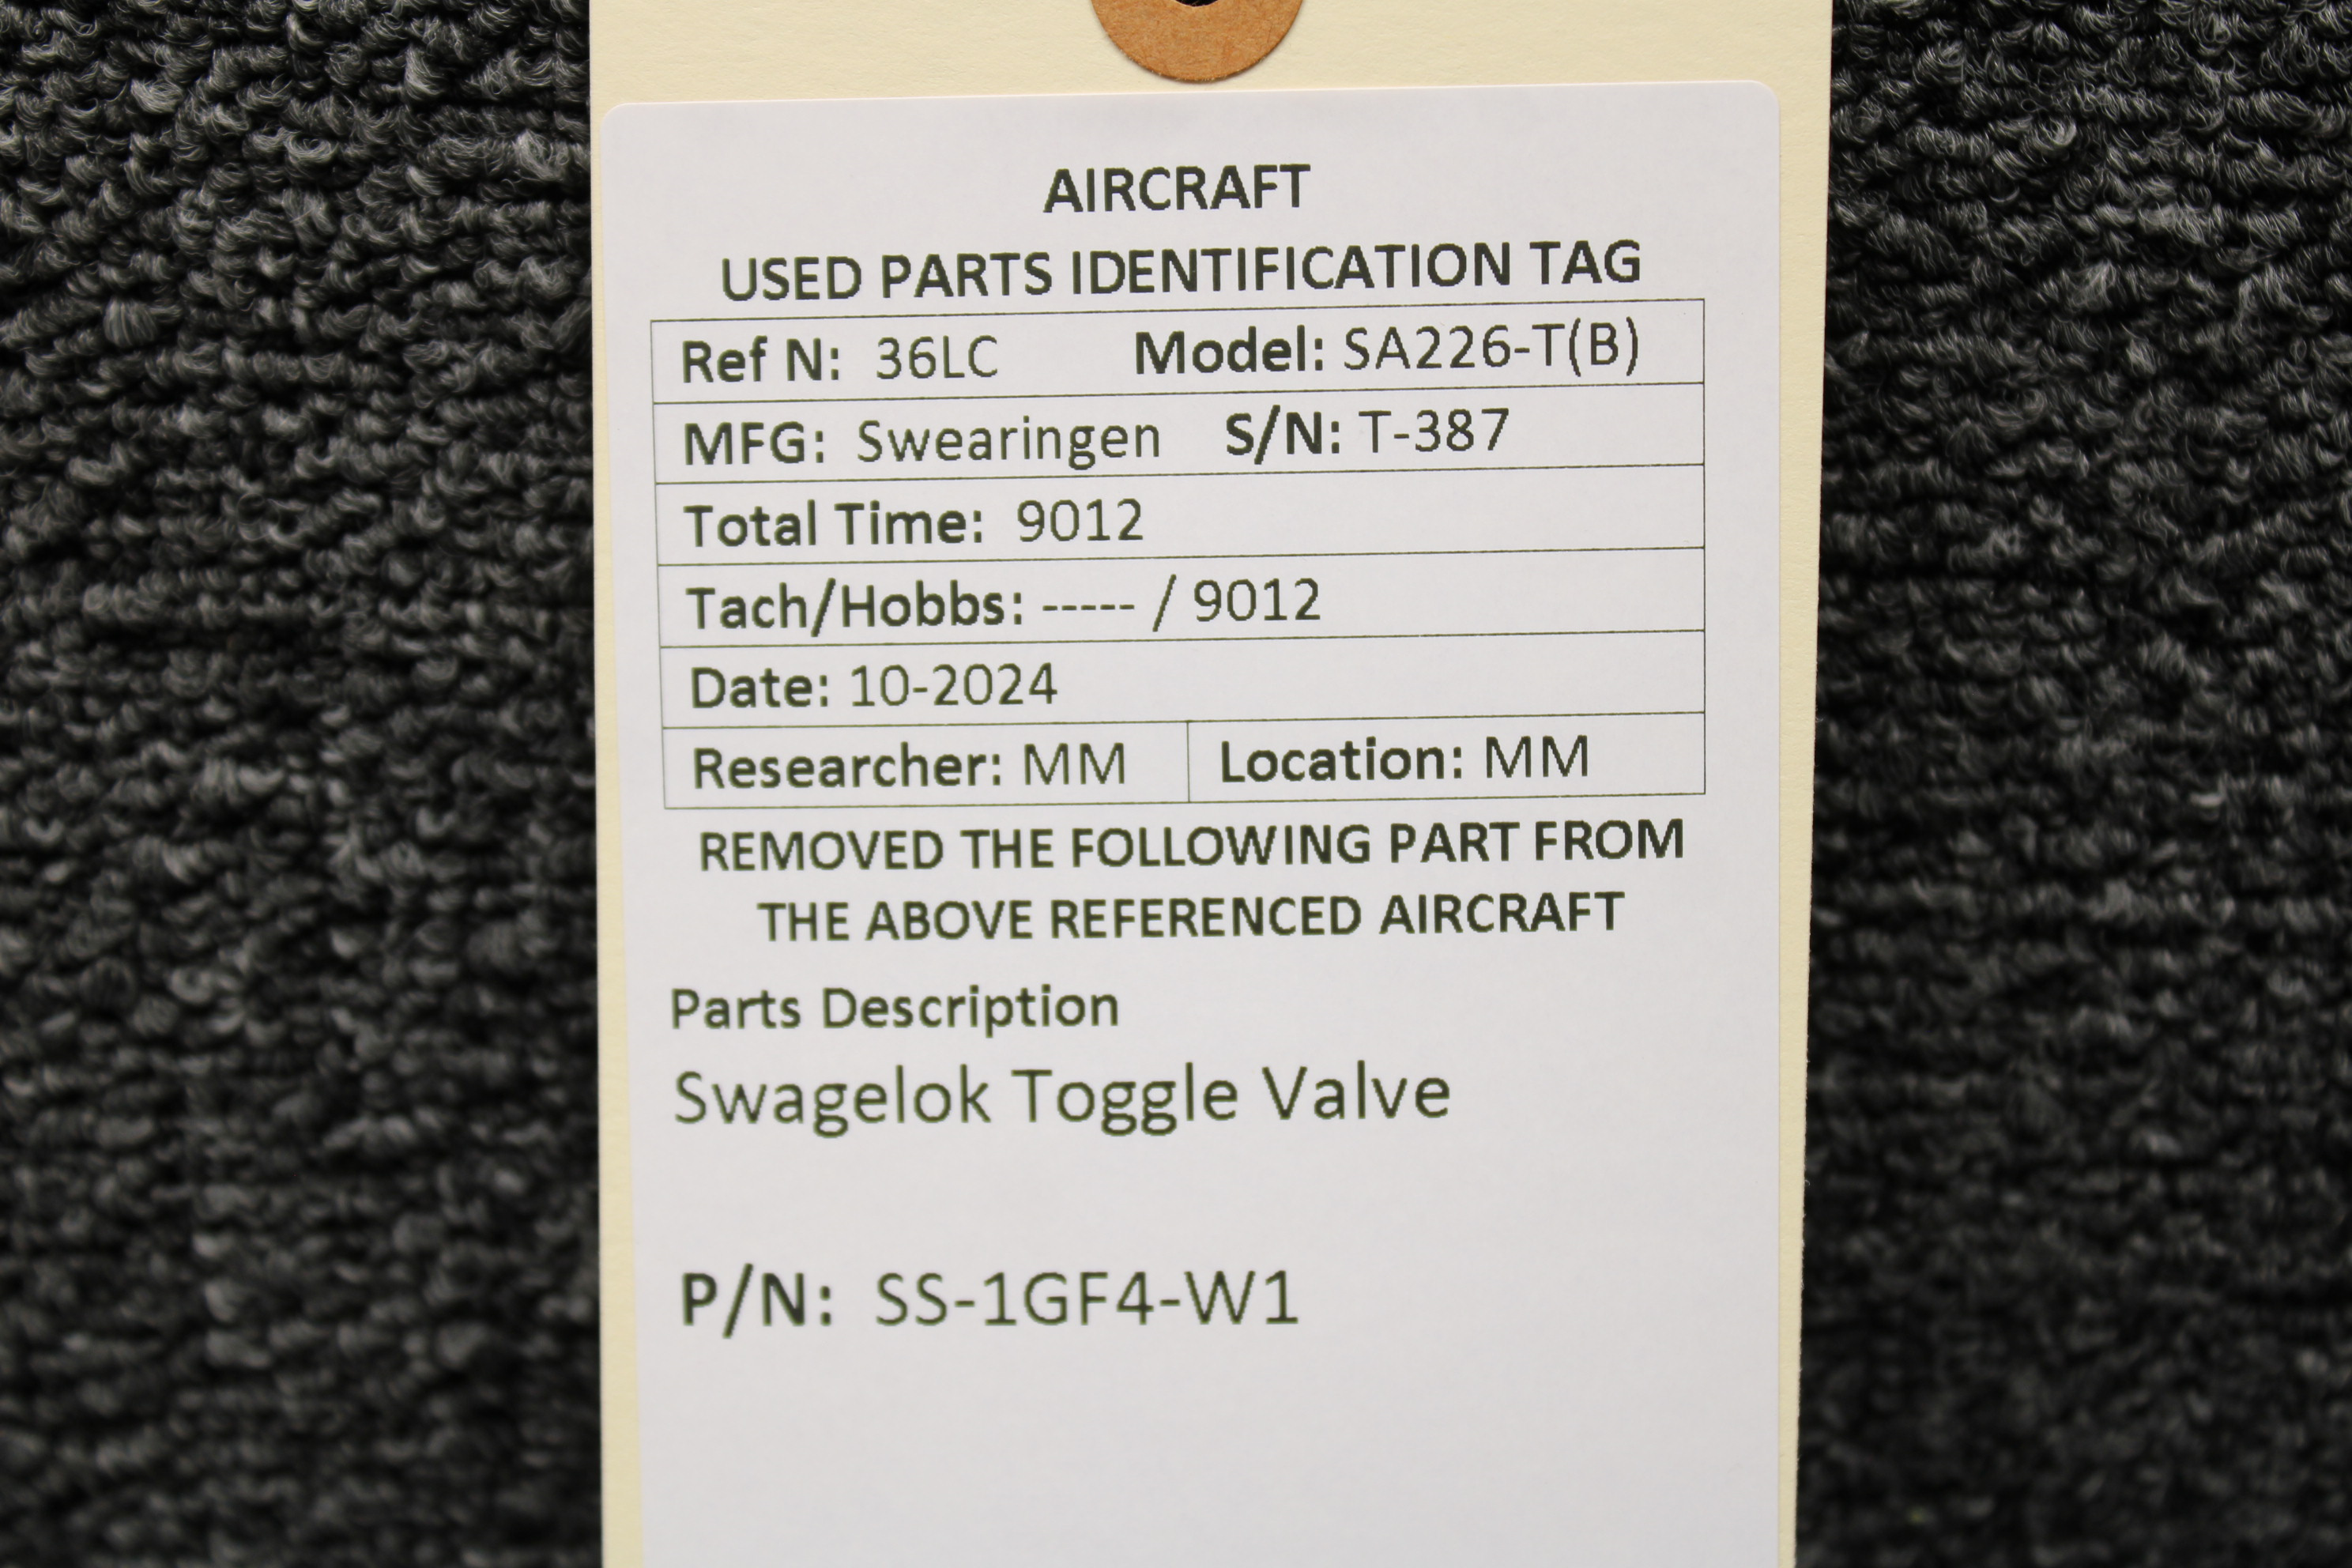 AIRCRAFT
USED PARTS IDENTIFICATION TAG
Ref N: 36LC Model: SA226-T(B)
MFG: Swearingen S/N: T-387
Total Time: 9012
Tach/Hobbs: ----- / 9012
Date: 10-2024
Researcher: MM Location: MM
REMOVED THE FOLLOWING PART FROM
THE ABOVE REFERENCED AIRCRAFT
Parts Description
Swagelok Toggle Valve
P/N: SS-1GF4-W1